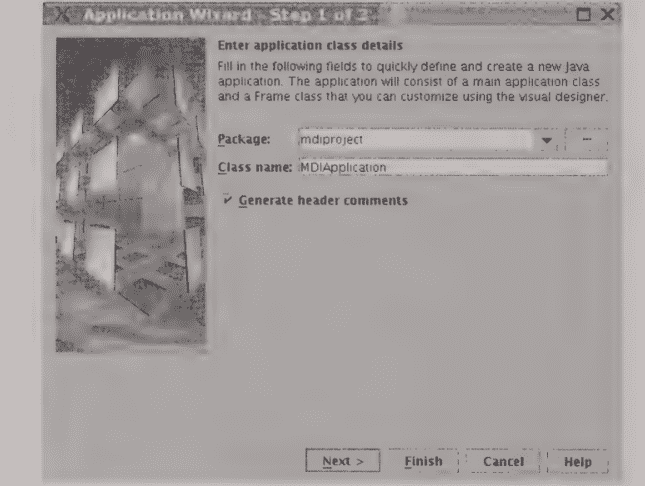 Application Wizard - Step 1 of 3
Enter application class details
Fill in the following fields to quickly define and create a new Java
application. The application will consist of a main application class
and a Frame class that you can customize using the visual designer.
Package: mdiproject ...
Class name: MDIApplication
Generate header comments
Next > Finish Cancel Help